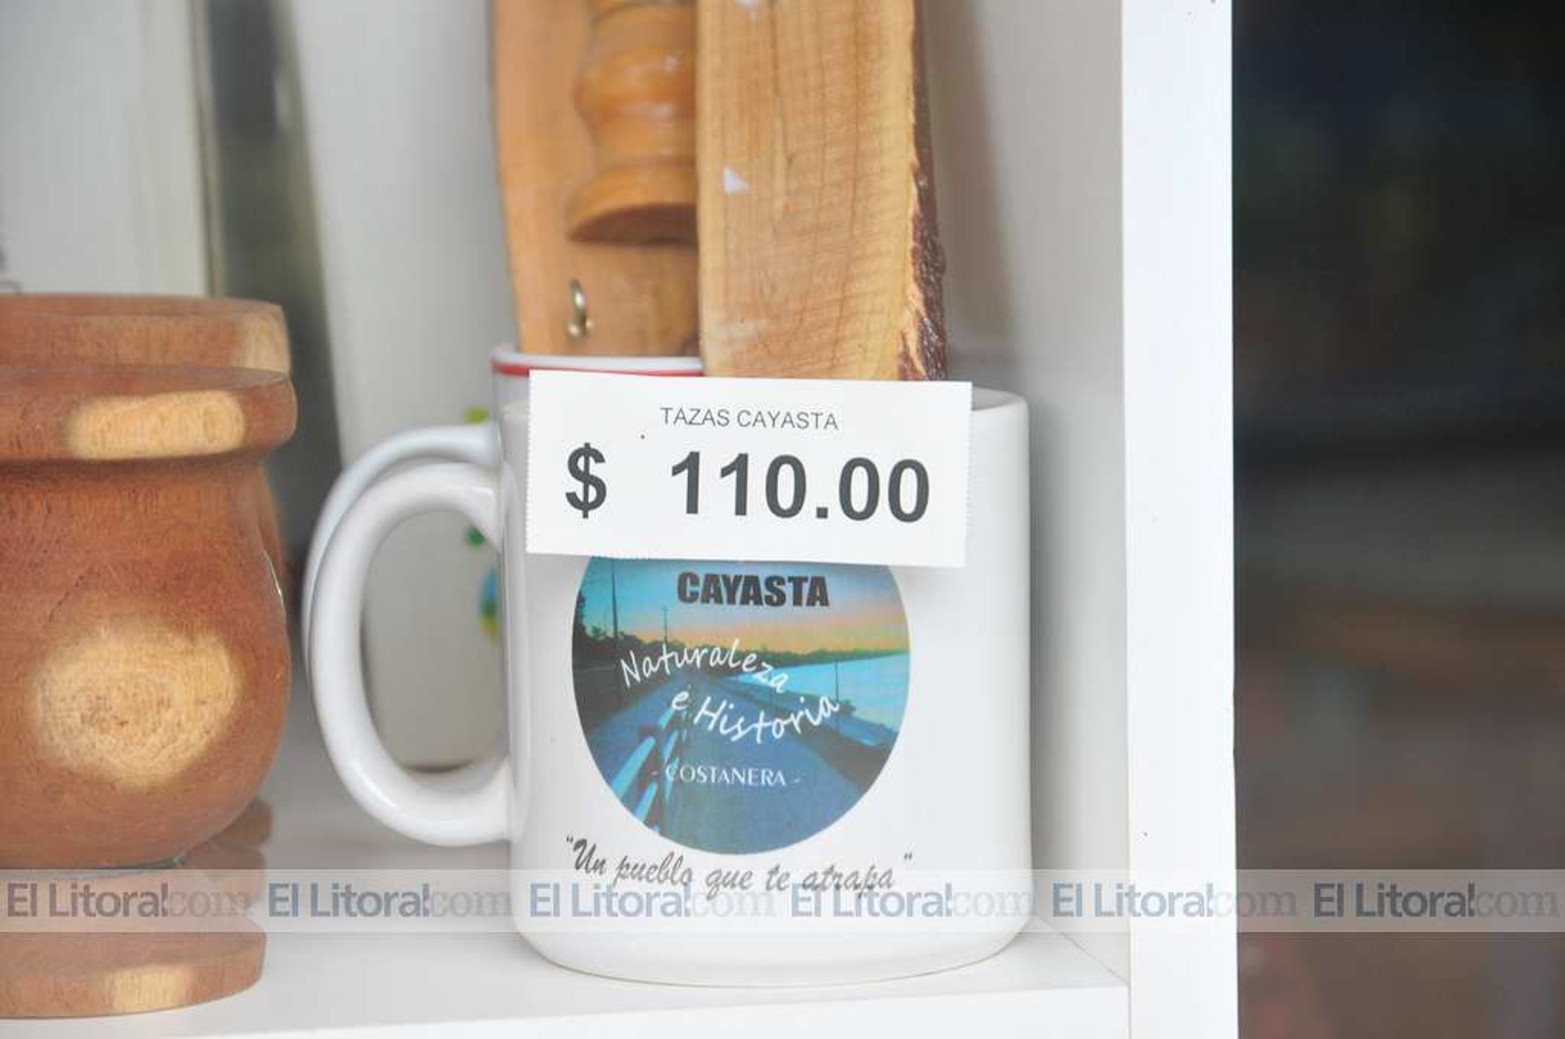 TAZAS CAYASTA
$ 110.00
CAYASTA
Naturaleza
e Historia
- COSTANERA -
"Un pueblo que te atrapa"
El Litoral.com El Litoral.com El Litoral.com El Litoral.com El Litoral.com El Litoral.com